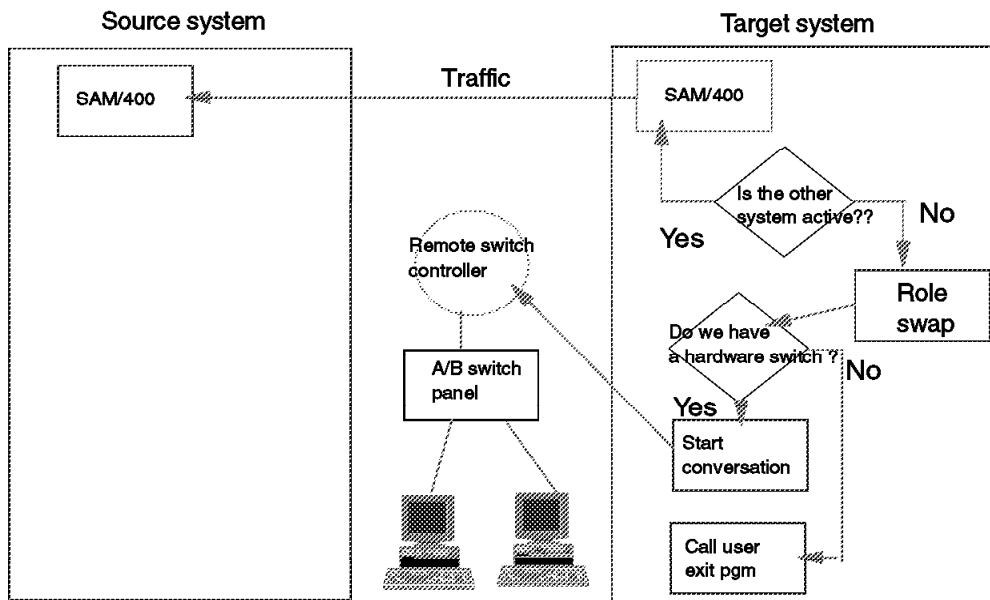 Source system
Target system
SAM/400
Traffic
SAM/400
Is the other
system active??
Yes
No
Remote switch
controller
Role
swap
Do we have
a hardware switch ?
No
A/B switch
panel
Yes
Start
conversation
Call user
exit pgm